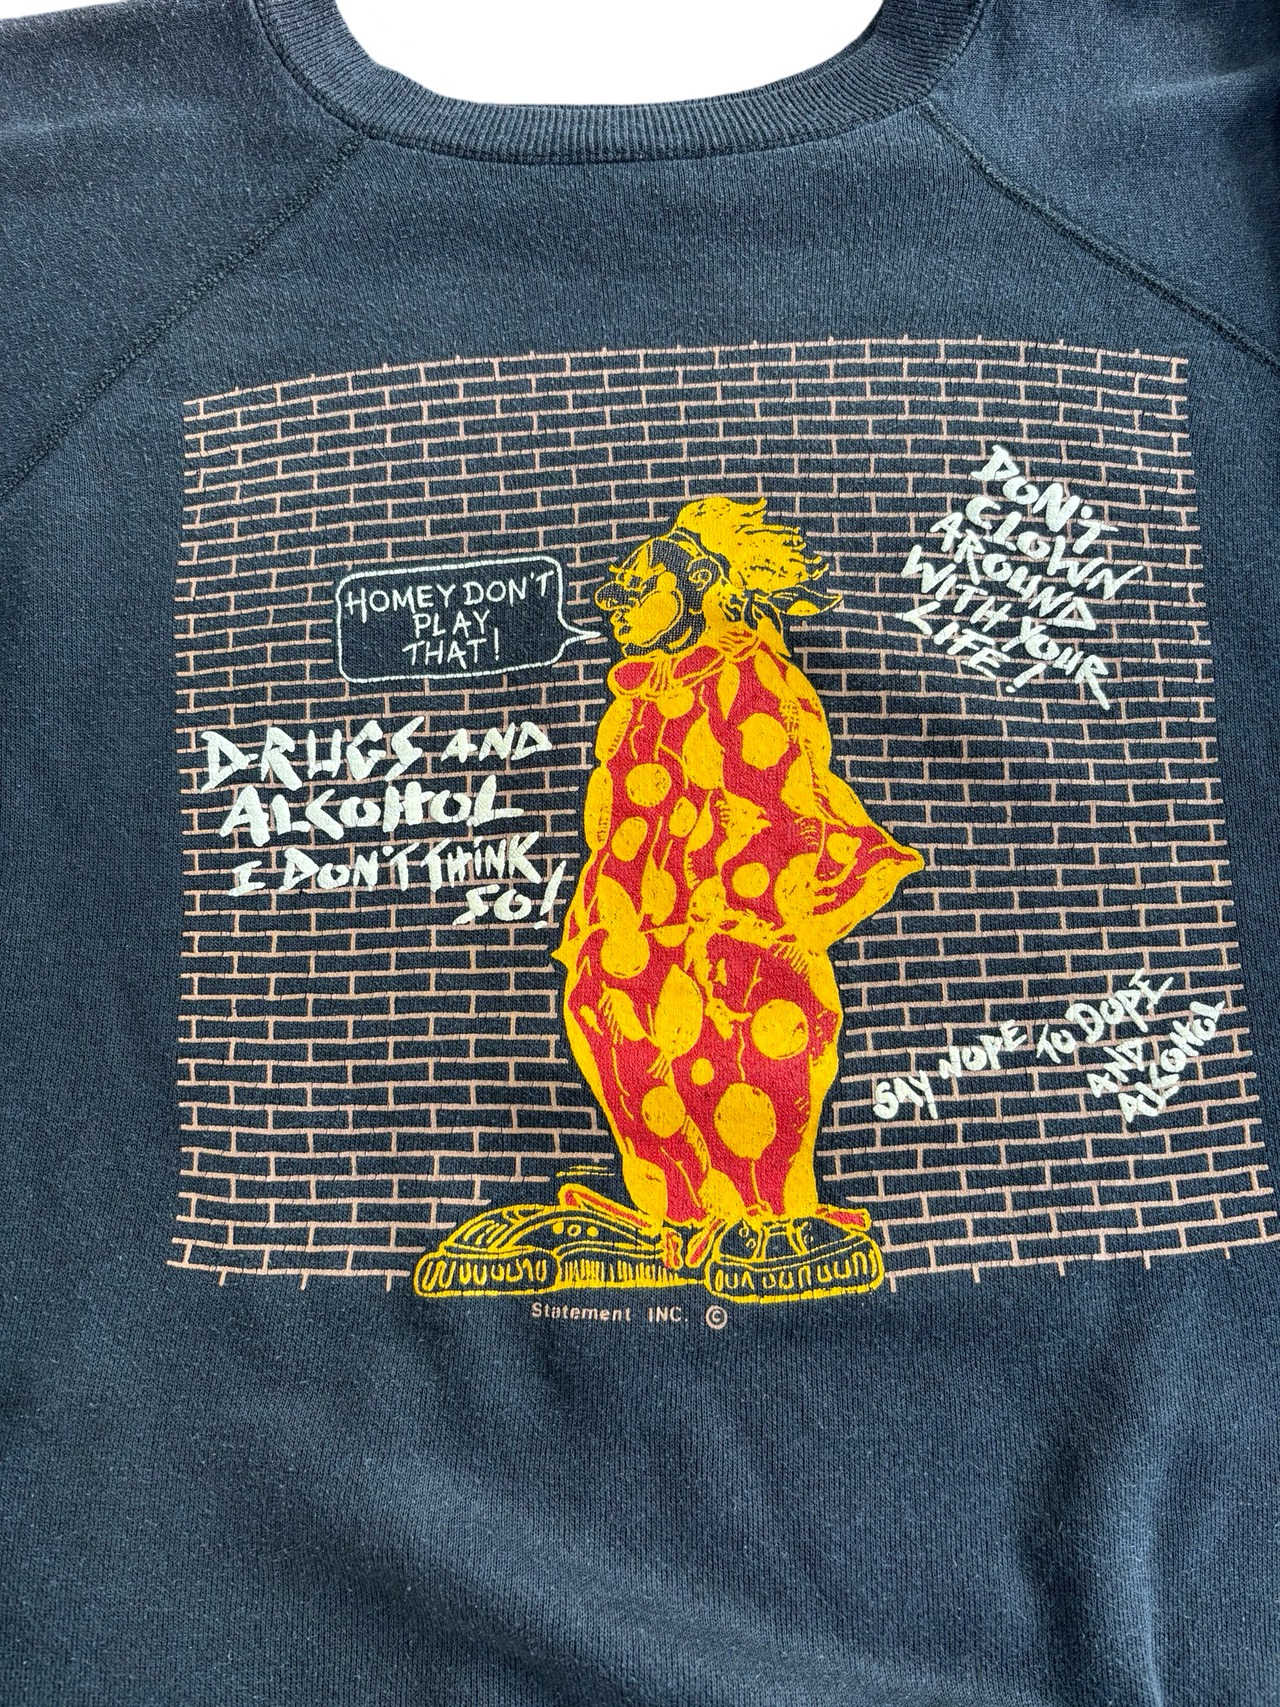 DON'T
CLOWN
AROUND
WITH YOUR
LIFE!
HOMEY DON'T
PLAY
THAT!
DRUGS AND
ALCOHOL
I DON'T THiNK
SO!
SAY NOPE TO DOPE
AND
ALCOHOL
Statement INC. ©